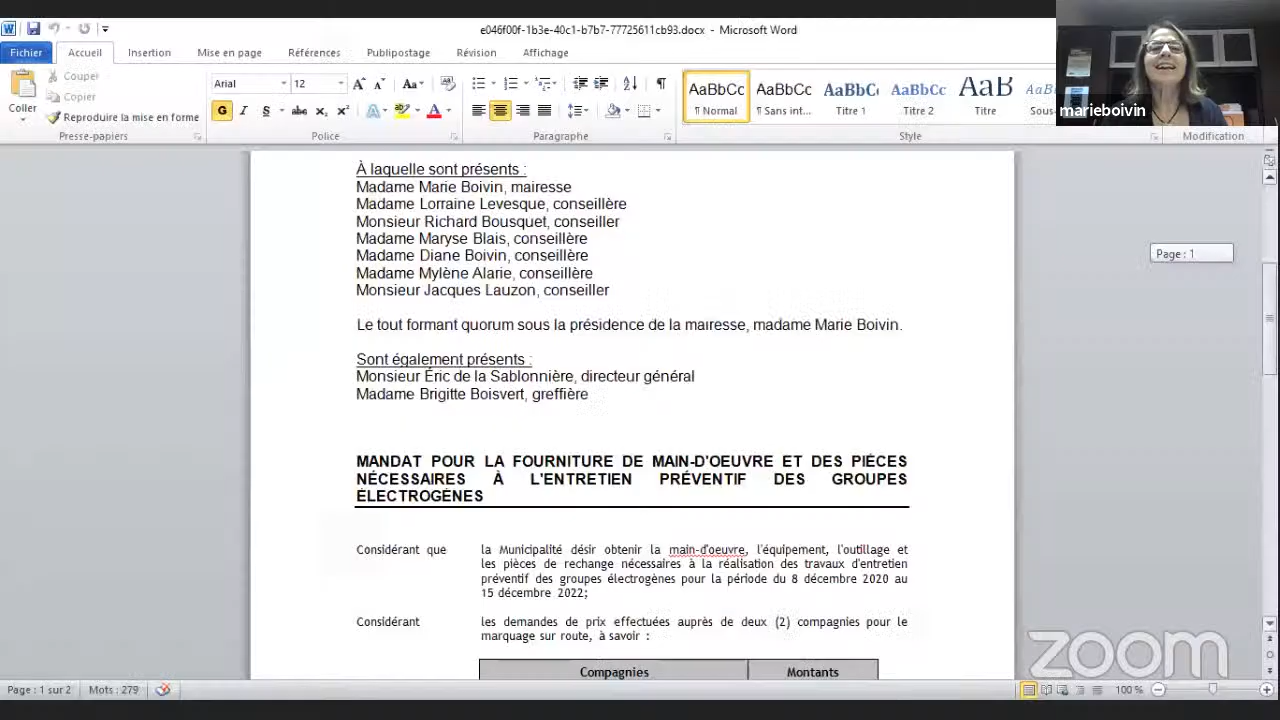 e046f00f-1b3e-40c1-b7b7-77725611cb93.docx - Microsoft Word
Fichier Accueil Insertion Mise en page Références Publipostage Révision Affichage
Coller
Couper
Copier
Reproduire la mise en forme
Presse-papiers
Arial 12
Police
Paragraphe
AaBbCc AaBbCc AaBbC AaBbCc AaB
¶ Normal ¶ Sans int... Titre 1 Titre 2 Titre Sous-
Style
Modification
marieboivin
À laquelle sont présents :
Madame Marie Boivin, mairesse
Madame Lorraine Levesque, conseillère
Monsieur Richard Bousquet, conseiller
Madame Maryse Blais, conseillère
Madame Diane Boivin, conseillère
Madame Mylène Alarie, conseillère
Monsieur Jacques Lauzon, conseiller
Page : 1
Le tout formant quorum sous la présidence de la mairesse, madame Marie Boivin.
Sont également présents :
Monsieur Éric de la Sablonnière, directeur général
Madame Brigitte Boisvert, greffière
MANDAT POUR LA FOURNITURE DE MAIN-D'OEUVRE ET DES PIÈCES
NÉCESSAIRES À L'ENTRETIEN PRÉVENTIF DES GROUPES
ÉLECTROGÈNES
Considérant que la Municipalité désir obtenir la main-d'oeuvre, l'équipement, l'outillage et
les pièces de rechange nécessaires à la réalisation des travaux d'entretien
préventif des groupes électrogènes pour la période du 8 décembre 2020 au
15 décembre 2022;
Considérant les demandes de prix effectuées auprès de deux (2) compagnies pour le
marquage sur route, à savoir :
Compagnies Montants
zoom
Page : 1 sur 2 Mots : 279 100 %